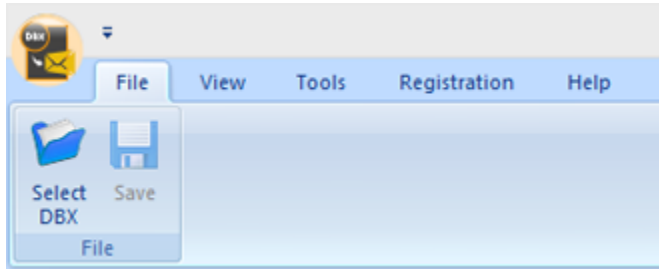 DBX
File View Tools Registration Help
Select Save
DBX
File